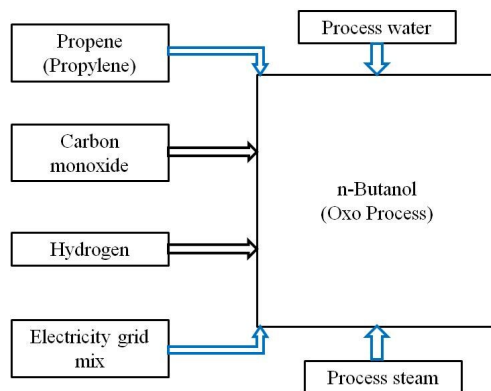 Propene
(Propylene)
Process water
Carbon
monoxide
n-Butanol
(Oxo Process)
Hydrogen
Electricity grid
mix
Process steam